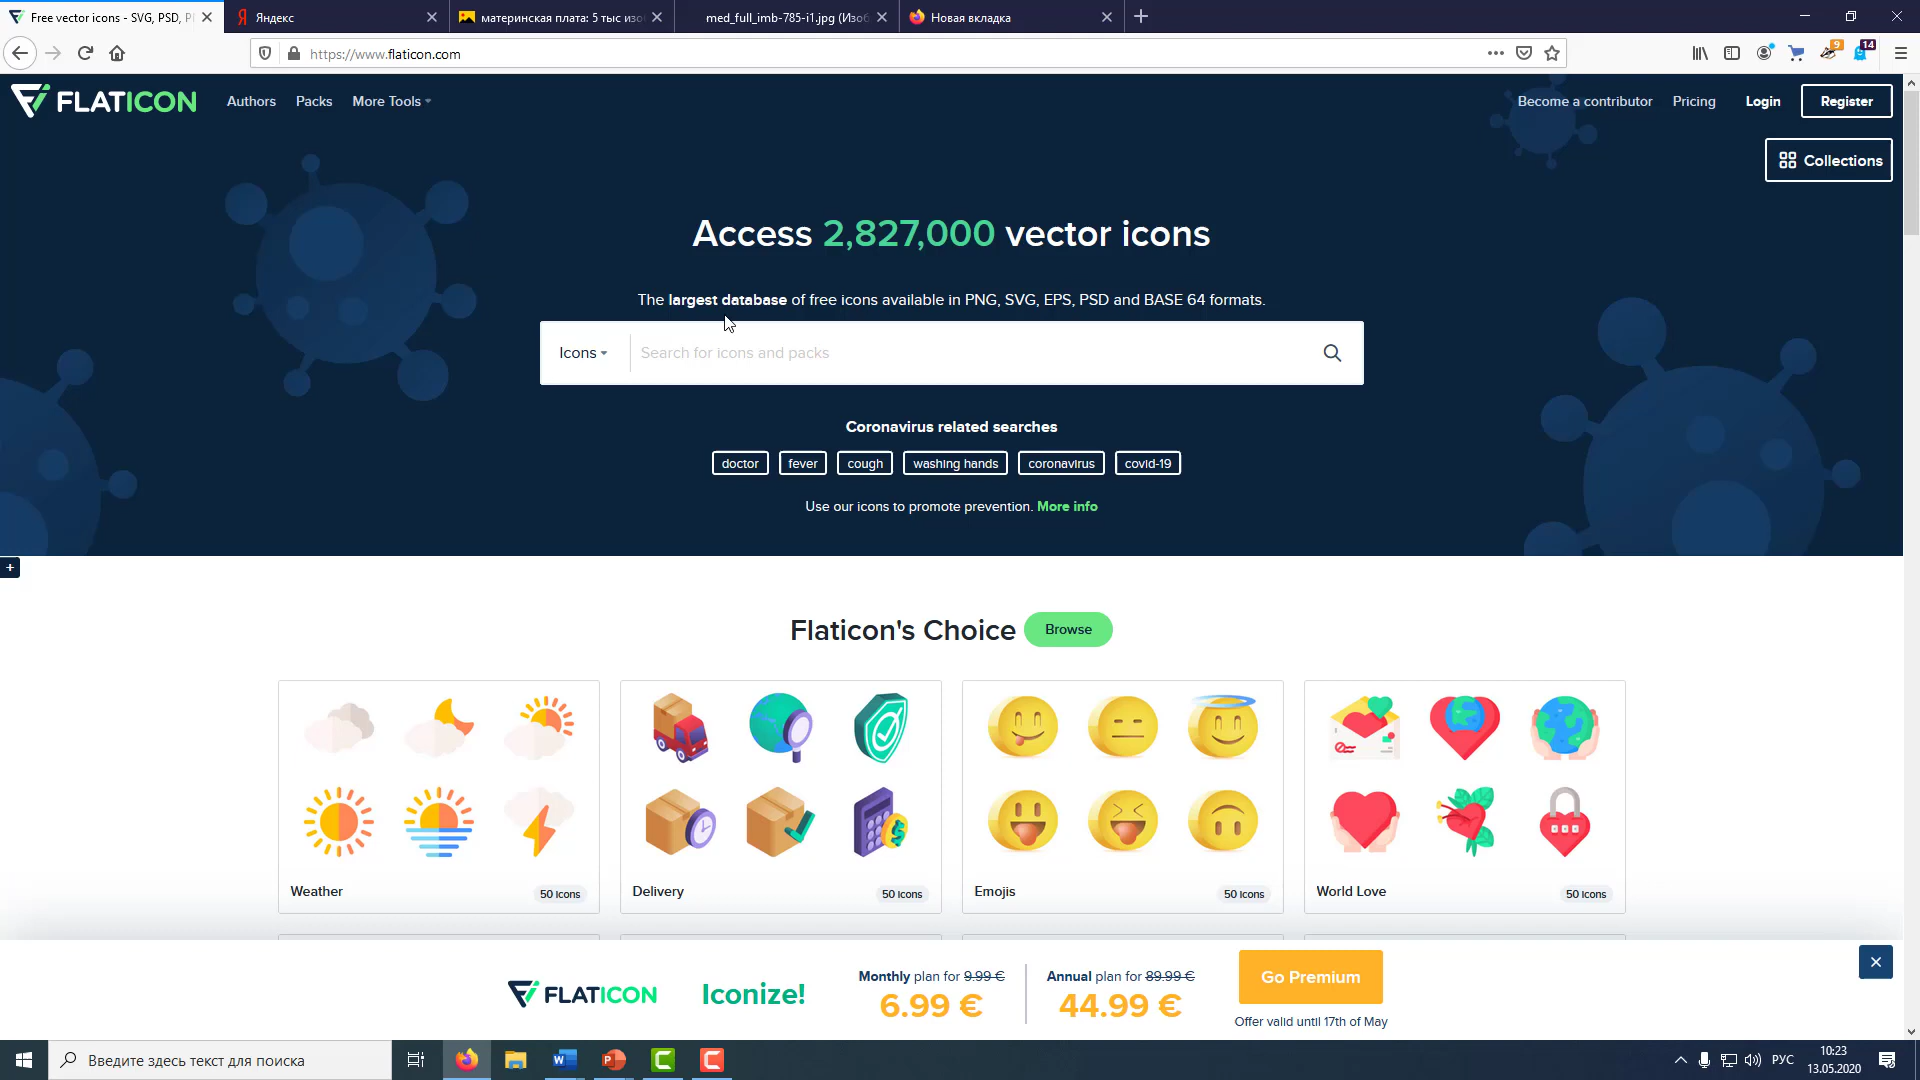 Free vector icons - SVG, PSD, P
Яндекс
материнская плата: 5 тыс изо
med_full_imb-785-i1.jpg (Изоб
Новая вкладка
https://www.flaticon.com
9
14
FLATICON
Authors
Packs
More Tools
Become a contributor
Pricing
Login
Register
Collections
Access 2,827,000 vector icons
The largest database of free icons available in PNG, SVG, EPS, PSD and BASE 64 formats.
Icons
Search for icons and packs
Coronavirus related searches
doctor
fever
cough
washing hands
coronavirus
covid-19
Use our icons to promote prevention. More info
+
Flaticon's Choice
Browse
Weather
50 Icons
Delivery
50 Icons
Emojis
50 Icons
World Love
50 Icons
FLATICON
Iconize!
Monthly plan for 9.99 €
6.99 €
Annual plan for 89.99 €
44.99 €
Go Premium
Offer valid until 17th of May
Введите здесь текст для поиска
РУС
10:23
13.05.2020